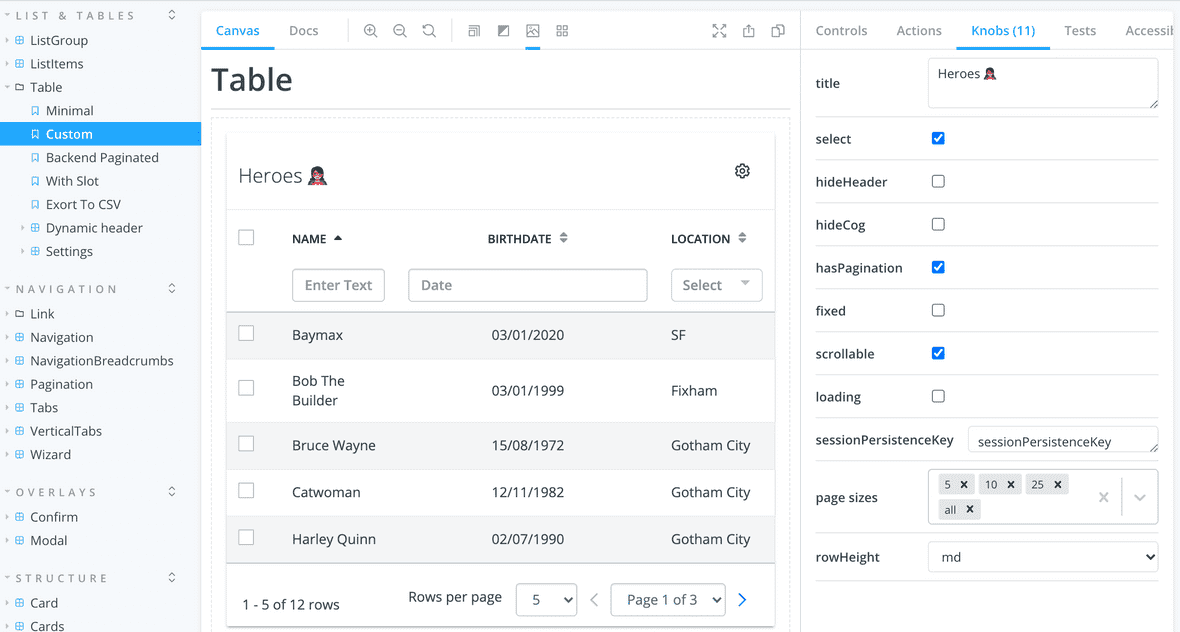 LIST & TABLES
ListGroup
ListItems
Table
Minimal
Custom
Backend Paginated
With Slot
Exort To CSV
Dynamic header
Settings
NAVIGATION
Link
Navigation
NavigationBreadcrumbs
Pagination
Tabs
VerticalTabs
Wizard
OVERLAYS
Confirm
Modal
STRUCTURE
Card
Cards
Canvas Docs
Table
Heroes 🦹🏻‍♀️
NAME BIRTHDATE LOCATION
Enter Text Date Select
Baymax 03/01/2020 SF
Bob The
Builder 03/01/1999 Fixham
Bruce Wayne 15/08/1972 Gotham City
Catwoman 12/11/1982 Gotham City
Harley Quinn 02/07/1990 Gotham City
1 - 5 of 12 rows Rows per page 5 Page 1 of 3
Controls Actions Knobs (11) Tests Accessib
title Heroes 🦹🏻‍♀️
select
hideHeader
hideCog
hasPagination
fixed
scrollable
loading
sessionPersistenceKey sessionPersistenceKey
page sizes 5 × 10 × 25 ×
all ×
rowHeight md